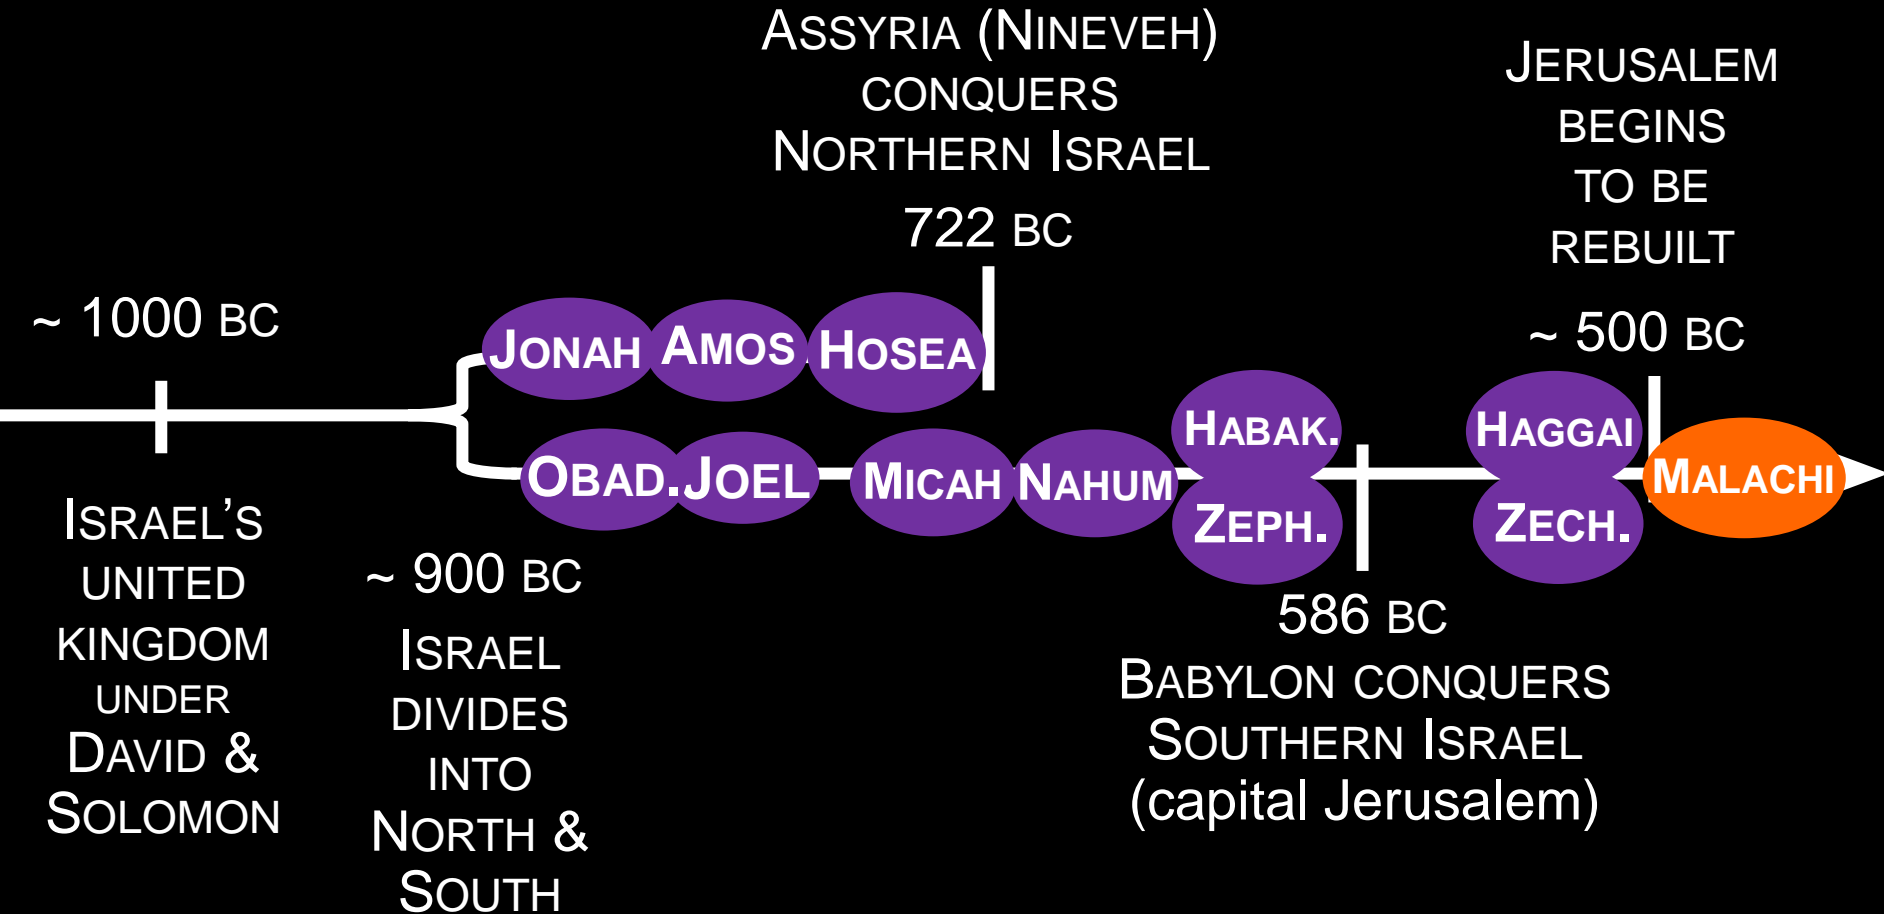 ASSYRIA (NINEVEH)
CONQUERS
NORTHERN ISRAEL
722 BC
JERUSALEM
BEGINS
TO BE
REBUILT
~ 500 BC
~ 1000 BC
JONAH AMOS HOSEA
OBAD. JOEL MICAH NAHUM
HABAK.
ZEPH.
HAGGAI
ZECH.
MALACHI
ISRAEL’S
UNITED
KINGDOM
UNDER
DAVID &
SOLOMON
~ 900 BC
ISRAEL
DIVIDES
INTO
NORTH &
SOUTH
586 BC
BABYLON CONQUERS
SOUTHERN ISRAEL
(capital Jerusalem)